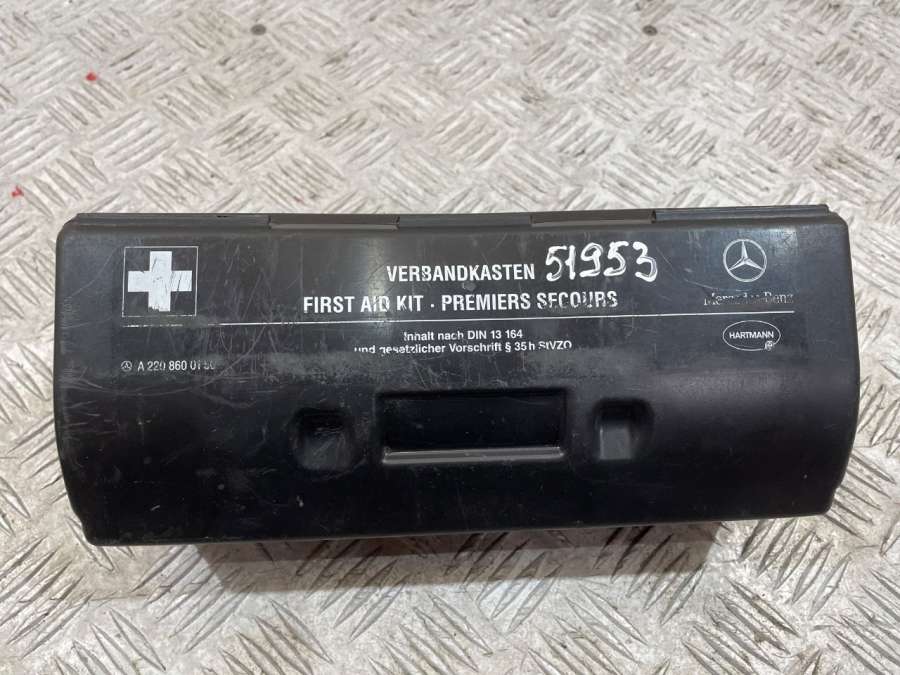 VERBANDKASTEN 51953
FIRST AID KIT · PREMIERS SECOURS
Mercedes-Benz
Inhalt nach DIN 13 164
und gesetzlicher Vorschrift § 35h StVZO
HARTMANN
A 220 860 01 50